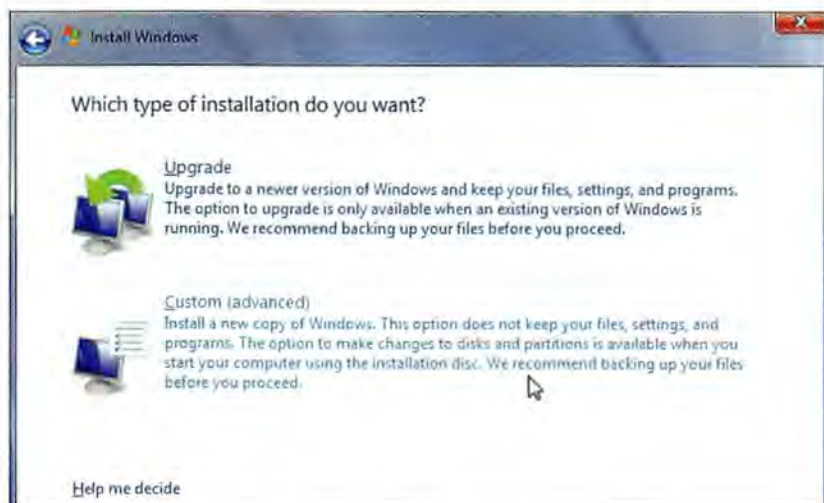 Install Windows
Which type of installation do you want?
Upgrade
Upgrade to a newer version of Windows and keep your files, settings, and programs.
The option to upgrade is only available when an existing version of Windows is
running. We recommend backing up your files before you proceed.
Custom (advanced)
Install a new copy of Windows. This option does not keep your files, settings, and
programs. The option to make changes to disks and partitions is available when you
start your computer using the installation disc. We recommend backing up your files
before you proceed.
Help me decide